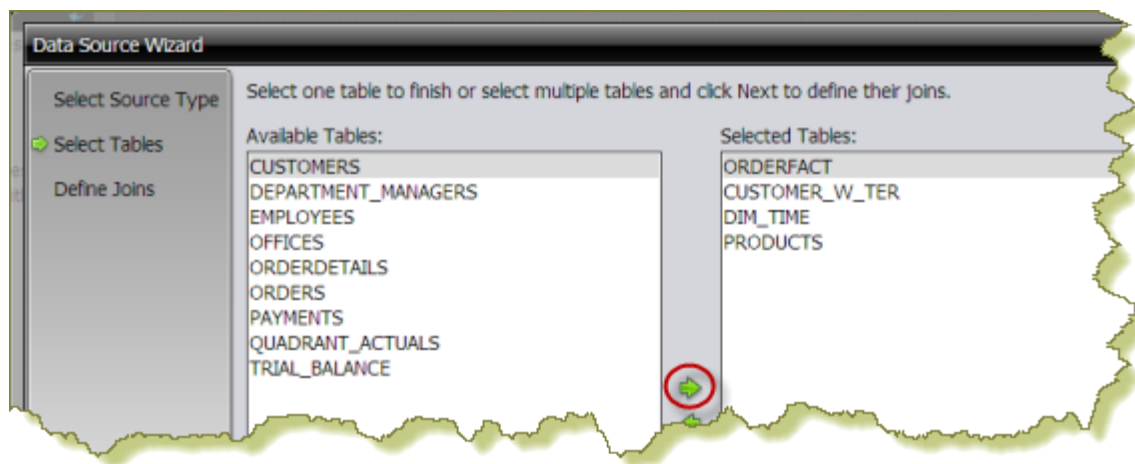 Data Source Wizard
Select Source Type
Select Tables
Define Joins
Select one table to finish or select multiple tables and click Next to define their joins.
Available Tables:
CUSTOMERS
DEPARTMENT_MANAGERS
EMPLOYEES
OFFICES
ORDERDETAILS
ORDERS
PAYMENTS
QUADRANT_ACTUALS
TRIAL_BALANCE
Selected Tables:
ORDERFACT
CUSTOMER_W_TER
DIM_TIME
PRODUCTS